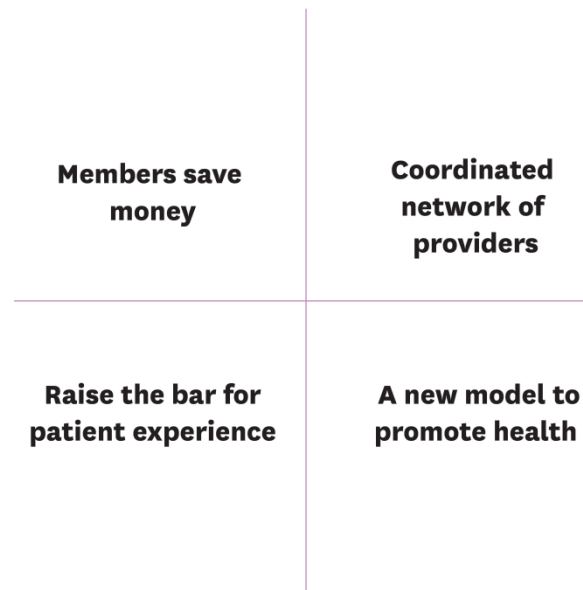 Members save
money
Coordinated
network of
providers
Raise the bar for
patient experience
A new model to
promote health